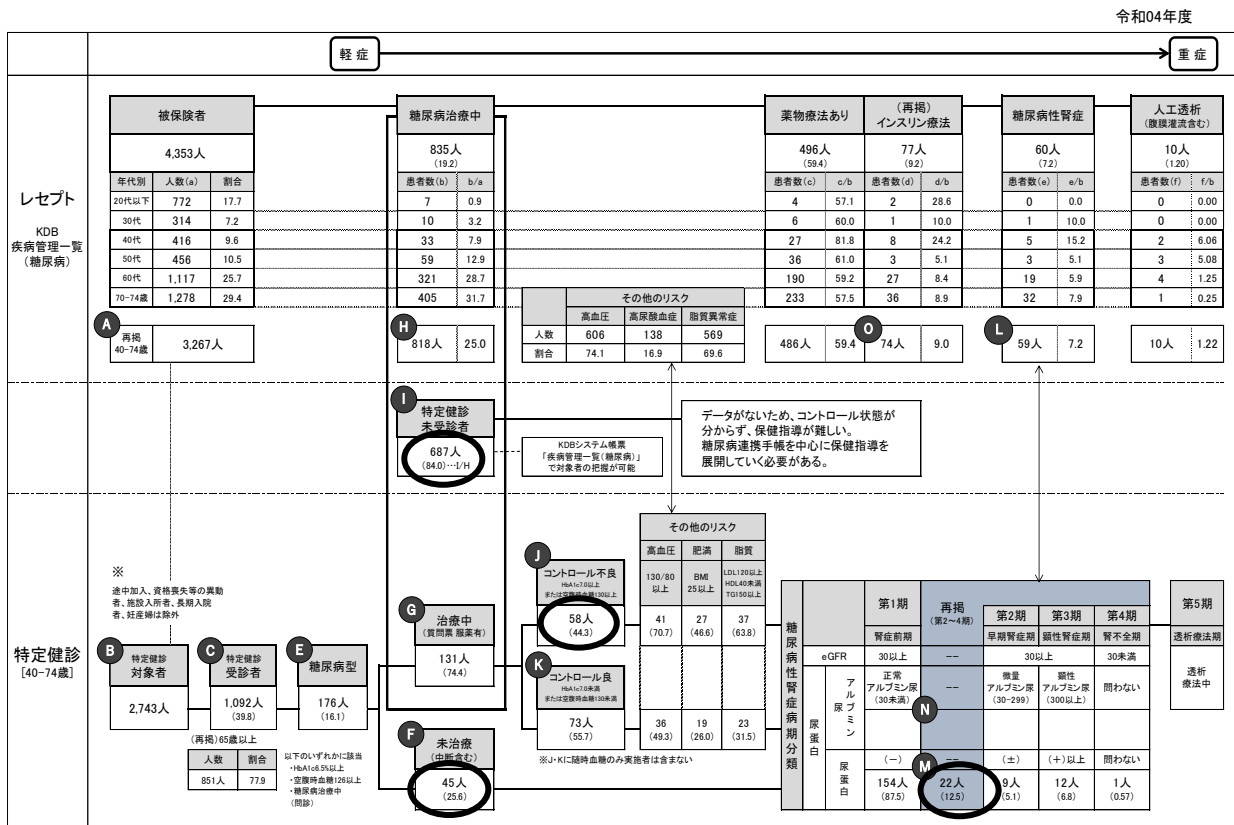 令和04年度
軽症
重症
レセプト
KDB
疾病管理一覧
（糖尿病）
被保険者
4,353人
年代別 人数(a) 割合
20代以下 772 17.7
30代 314 7.2
40代 416 9.6
50代 456 10.5
60代 1,117 25.7
70-74歳 1,278 29.4
A
再掲
40-74歳
3,267人
糖尿病治療中
835人
(19.2)
患者数(b) b/a
7 0.9
10 3.2
33 7.9
59 12.9
321 28.7
405 31.7
H
818人 25.0
その他のリスク
高血圧 高尿酸血症 脂質異常症
人数 606 138 569
割合 74.1 16.9 69.6
薬物療法あり
496人
(59.4)
患者数(c) c/b
4 57.1
6 60.0
27 81.8
36 61.0
190 59.2
233 57.5
486人 59.4
（再掲）
インスリン療法
77人
(9.2)
患者数(d) d/b
2 28.6
1 10.0
8 24.2
3 5.1
27 8.4
36 8.9
O
74人 9.0
糖尿病性腎症
60人
(7.2)
患者数(e) e/b
0 0.0
1 10.0
5 15.2
3 5.1
19 5.9
32 7.9
L
59人 7.2
人工透析
(腹膜灌流含む)
10人
(1.20)
患者数(f) f/b
0 0.00
0 0.00
2 6.06
3 5.08
4 1.25
1 0.25
10人 1.22
I
特定健診
未受診者
687人
(84.0)…I/H
KDBシステム帳票
「疾病管理一覧(糖尿病)」
で対象者の把握が可能
データがないため、コントロール状態が
分からず、保健指導が難しい。
糖尿病連携手帳を中心に保健指導を
展開していく必要がある。
特定健診
[40-74歳]
※
途中加入、資格喪失等の異動
者、施設入所者、長期入院
者、妊産婦は除外
B
特定健診
対象者
2,743人
C
特定健診
受診者
1,092人
(39.8)
(再掲)65歳以上
人数 割合
851人 77.9
E
糖尿病型
176人
(16.1)
以下のいずれかに該当
・HbA1c6.5%以上
・空腹時血糖126以上
・糖尿病治療中
(問診)
G
治療中
(質問票 服薬有)
131人
(74.4)
F
未治療
(中断含む)
45人
(25.6)
J
コントロール不良
HbA1c7.0以上
または空腹時血糖130以上
58人
(44.3)
K
コントロール良
HbA1c7.0未満
または空腹時血糖130未満
73人
(55.7)
その他のリスク
高血圧 肥満 脂質
130/80
以上
BMI
25以上
LDL120以上
HDL40未満
TG150以上
41
(70.7)
27
(46.6)
37
(63.8)
36
(49.3)
19
(26.0)
23
(31.5)
※J・Kに随時血糖のみ実施者は含まない
糖尿病性腎症病期分類
第1期
再掲
(第2～4期)
第2期 第3期 第4期
第5期
腎症前期
早期腎症期 顕性腎症期 腎不全期
透析療法期
eGFR 30以上 -- 30以上 30未満
透析
療法中
尿蛋白
アルブミン尿
正常
アルブミン尿
(30未満)
--
微量
アルブミン尿
(30-299)
顕性
アルブミン尿
(300以上)
問わない
N
尿蛋白
(－) -- (±) (＋)以上 問わない
M
154人
(87.5)
22人
(12.5)
9人
(5.1)
12人
(6.8)
1人
(0.57)